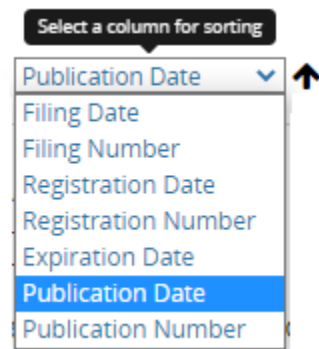 Select a column for sorting
Publication Date
Filing Date
Filing Number
Registration Date
Registration Number
Expiration Date
Publication Date
Publication Number